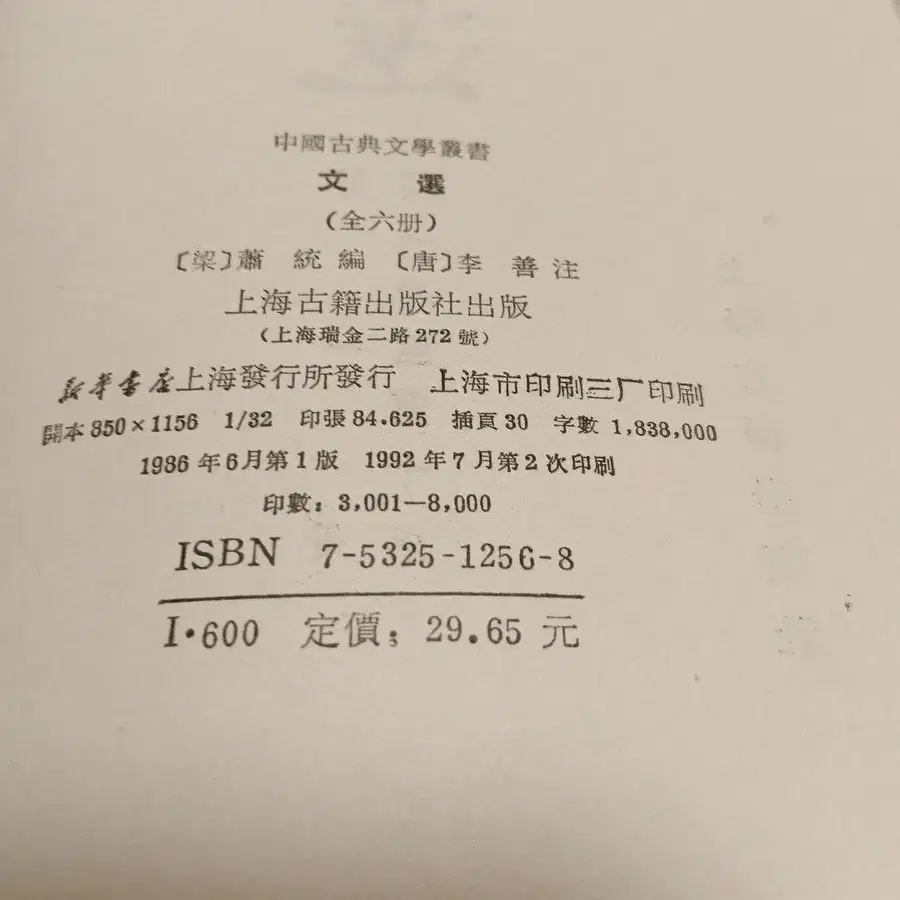 中國古典文學叢書
文 選
(全六册)
〔梁〕蕭 統 編 〔唐〕李 善 注
上海古籍出版社出版
(上海瑞金二路272號)
新华書店上海發行所發行 上海市印刷三厂印刷
開本850×1156 1/32 印張84.625 插頁30 字數1,838,000
1986年6月第1版 1992年7月第2次印刷
印數:3,001—8,000
ISBN 7-5325-1256-8
I·600 定價:29.65元